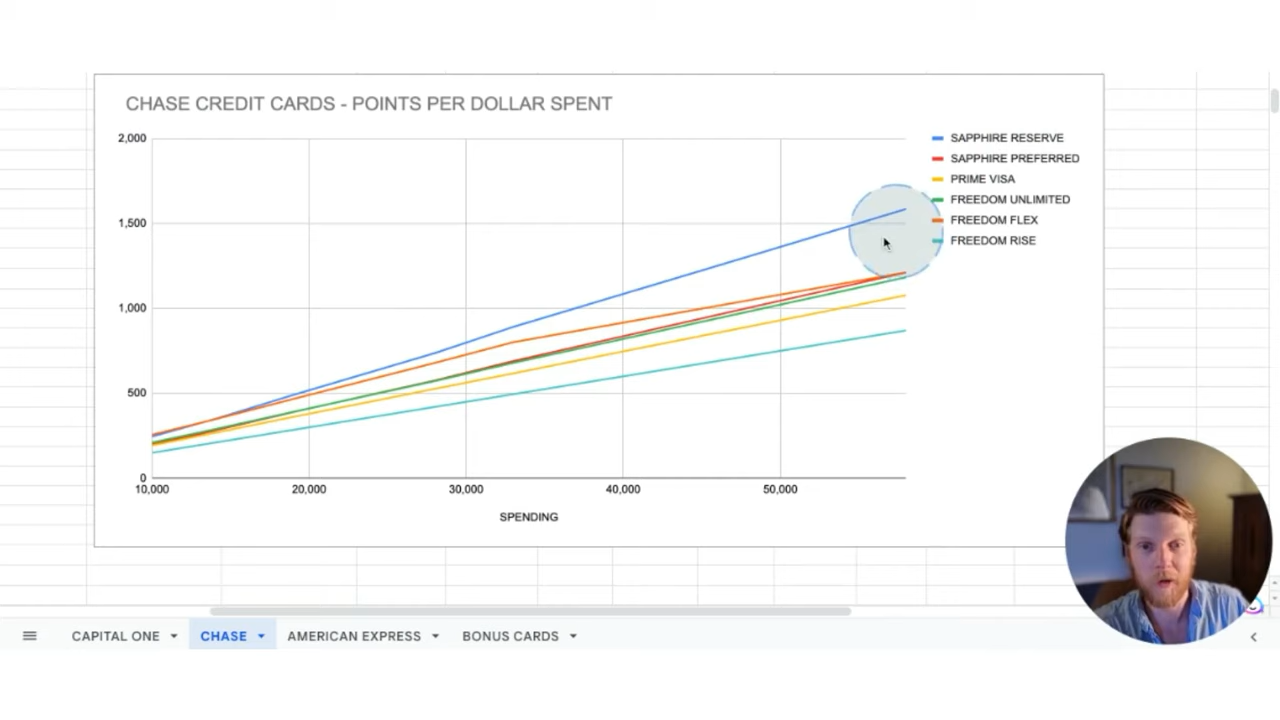 CHASE CREDIT CARDS - POINTS PER DOLLAR SPENT
2,000
1,500
1,000
500
0
10,000 20,000 30,000 40,000 50,000
SPENDING
SAPPHIRE RESERVE
SAPPHIRE PREFERRED
PRIME VISA
FREEDOM UNLIMITED
FREEDOM FLEX
FREEDOM RISE
CAPITAL ONE CHASE AMERICAN EXPRESS BONUS CARDS